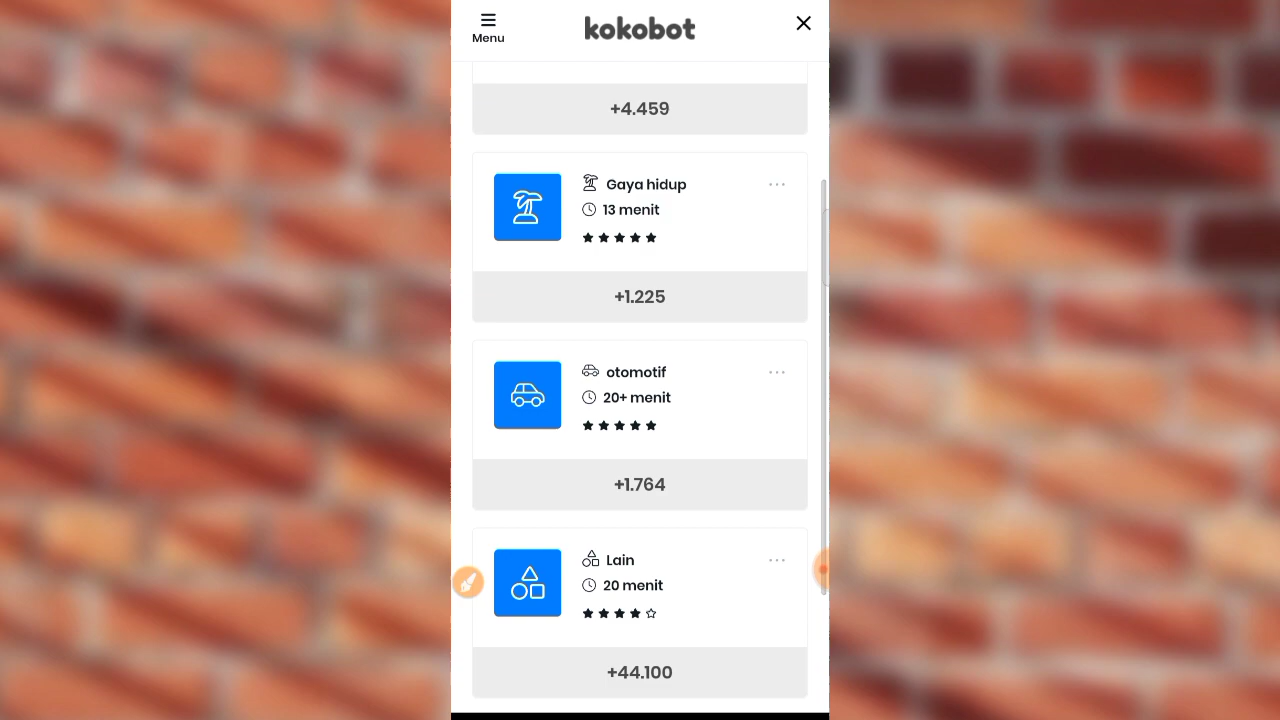 Menu
kokobot
+4.459
Gaya hidup
13 menit
+1.225
otomotif
20+ menit
+1.764
Lain
20 menit
+44.100